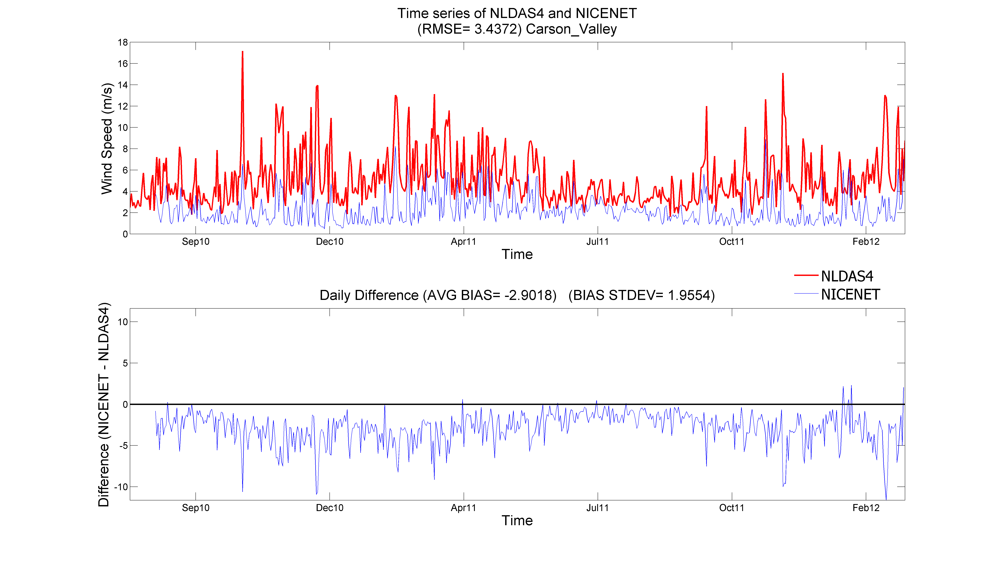 Time series of NLDAS4 and NICENET
(RMSE= 3.4372) Carson_Valley
Wind Speed (m/s)
18
16
14
12
10
8
6
4
2
0
Sep10 Dec10 Apr11 Jul11 Oct11 Feb12
Time
NLDAS4
NICENET
Daily Difference (AVG BIAS= -2.9018) (BIAS STDEV= 1.9554)
Difference (NICENET - NLDAS4)
10
5
0
-5
-10
Sep10 Dec10 Apr11 Jul11 Oct11 Feb12
Time